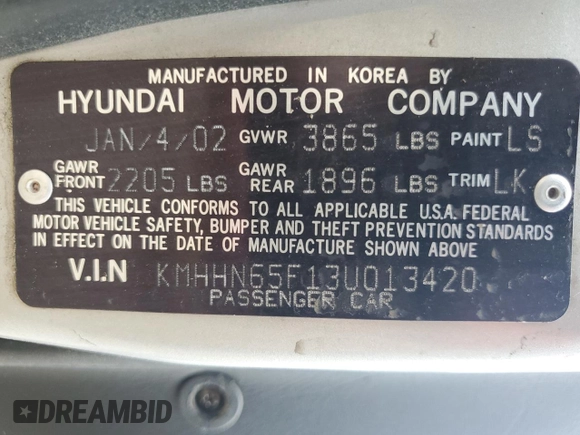 MANUFACTURED IN KOREA BY
HYUNDAI MOTOR COMPANY
JAN/4/02 GVWR 3865 LBS PAINT LS
GAWR FRONT 2205 LBS GAWR REAR 1896 LBS TRIM LK
THIS VEHICLE CONFORMS TO ALL APPLICABLE U.S.A. FEDERAL
MOTOR VEHICLE SAFETY, BUMPER AND THEFT PREVENTION STANDARDS
IN EFFECT ON THE DATE OF MANUFACTURE SHOWN ABOVE
V.I.N KMHHN65F13U013420
PASSENGER CAR
DREAMBID